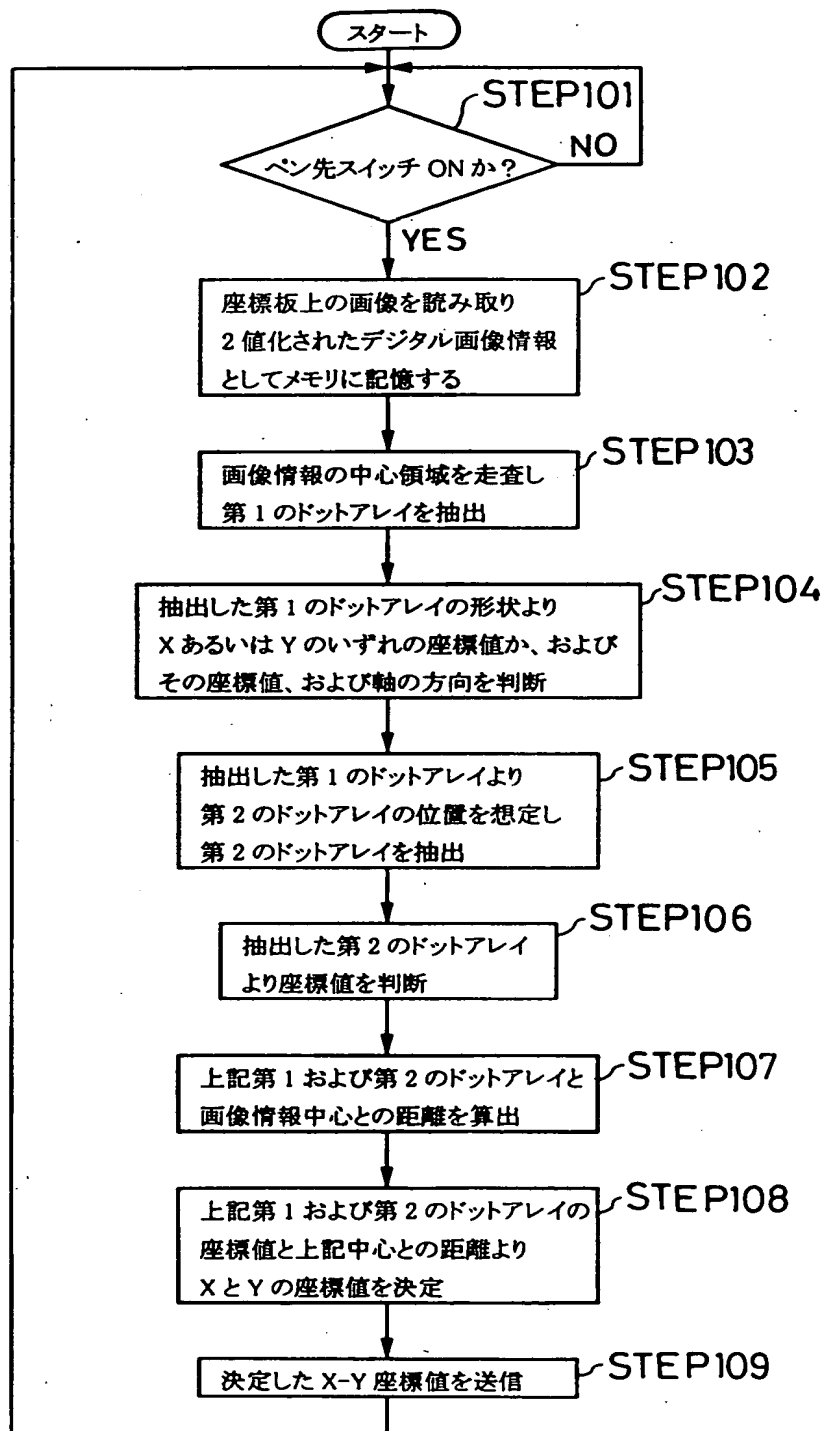 スタート
STEP101
ペン先スイッチ ON か？
NO
YES
STEP102
座標板上の画像を読み取り
2 値化されたデジタル画像情報
としてメモリに記憶する
STEP103
画像情報の中心領域を走査し
第 1 のドットアレイを抽出
STEP104
抽出した第 1 のドットアレイの形状より
X あるいは Y のいずれの座標値か、および
その座標値、および軸の方向を判断
STEP105
抽出した第 1 のドットアレイより
第 2 のドットアレイの位置を想定し
第 2 のドットアレイを抽出
STEP106
抽出した第 2 のドットアレイ
より座標値を判断
STEP107
上記第 1 および第 2 のドットアレイと
画像情報中心との距離を算出
STEP108
上記第 1 および第 2 のドットアレイの
座標値と上記中心との距離より
X と Y の座標値を決定
STEP109
決定した X-Y 座標値を送信